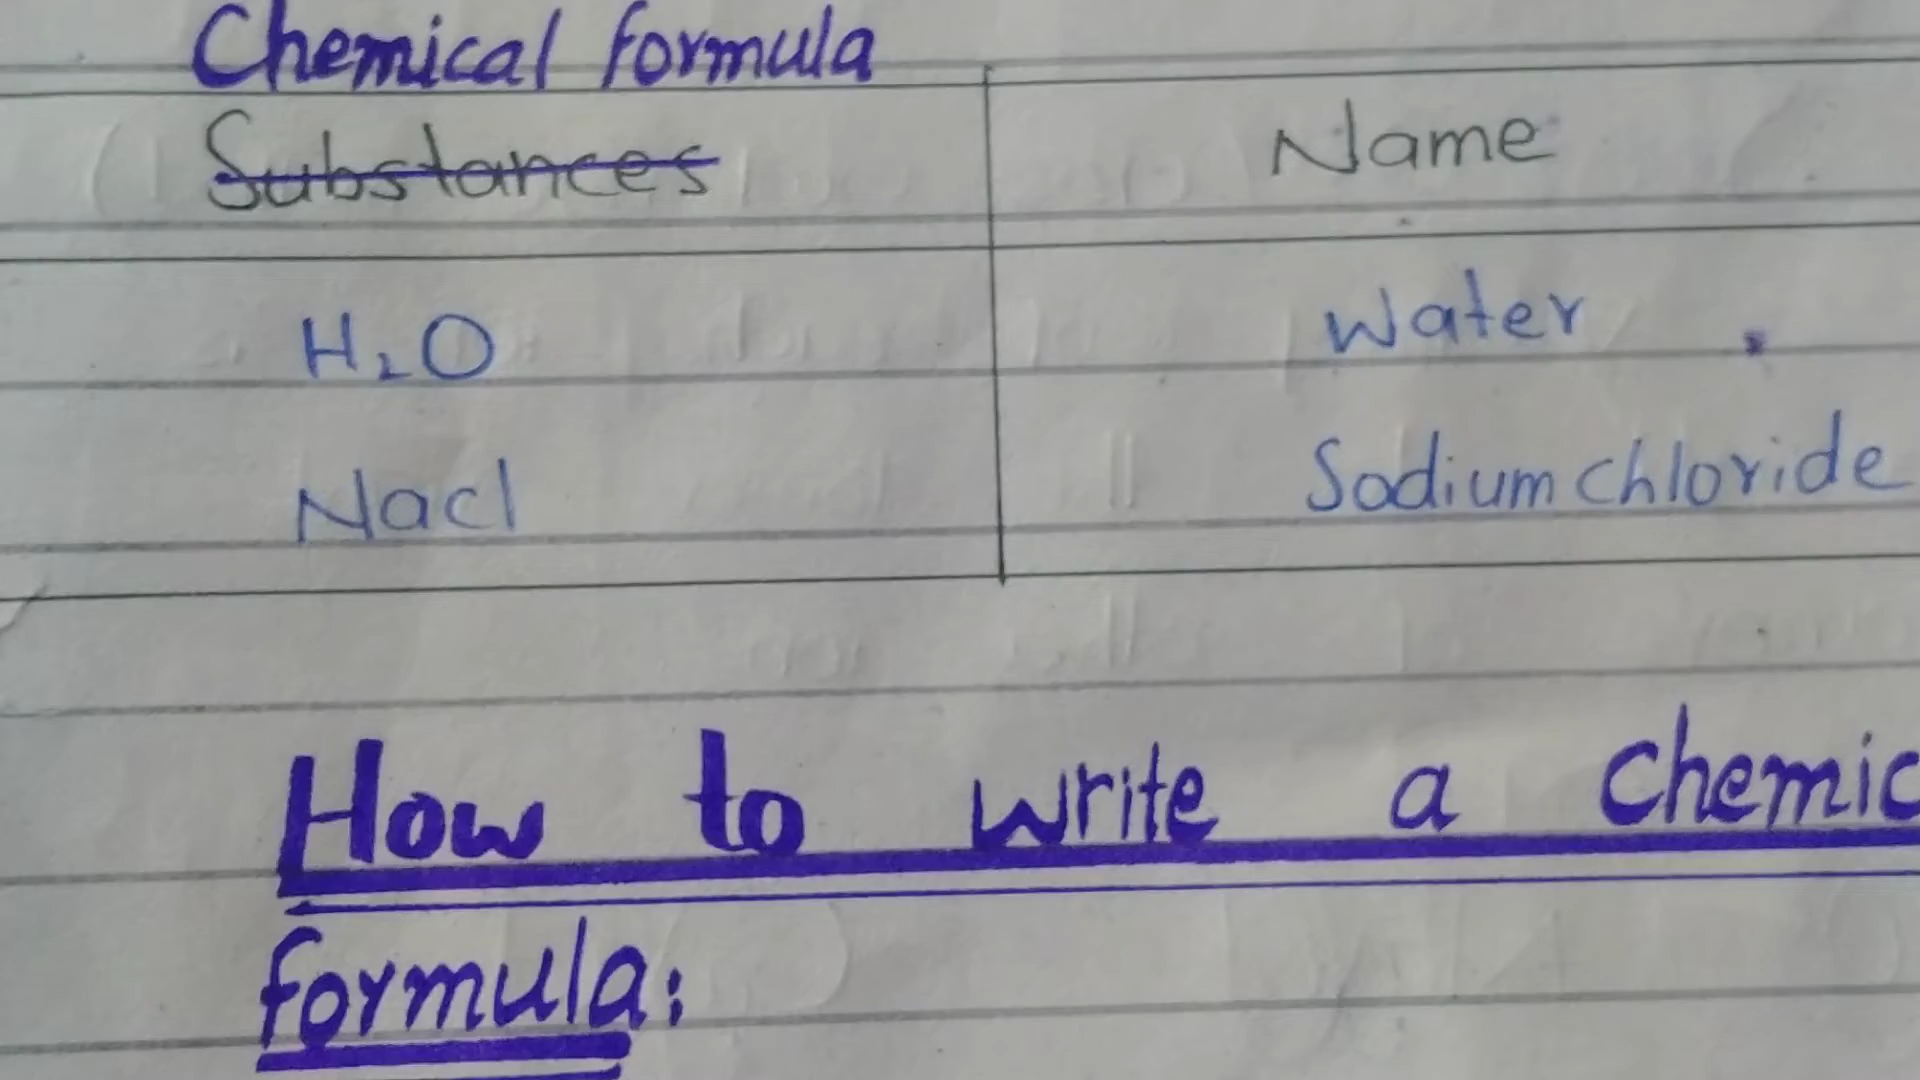 Chemical formula
Substances
Name
H₂O
Water
Nacl
Sodium chloride
How to write a chemic
formula: